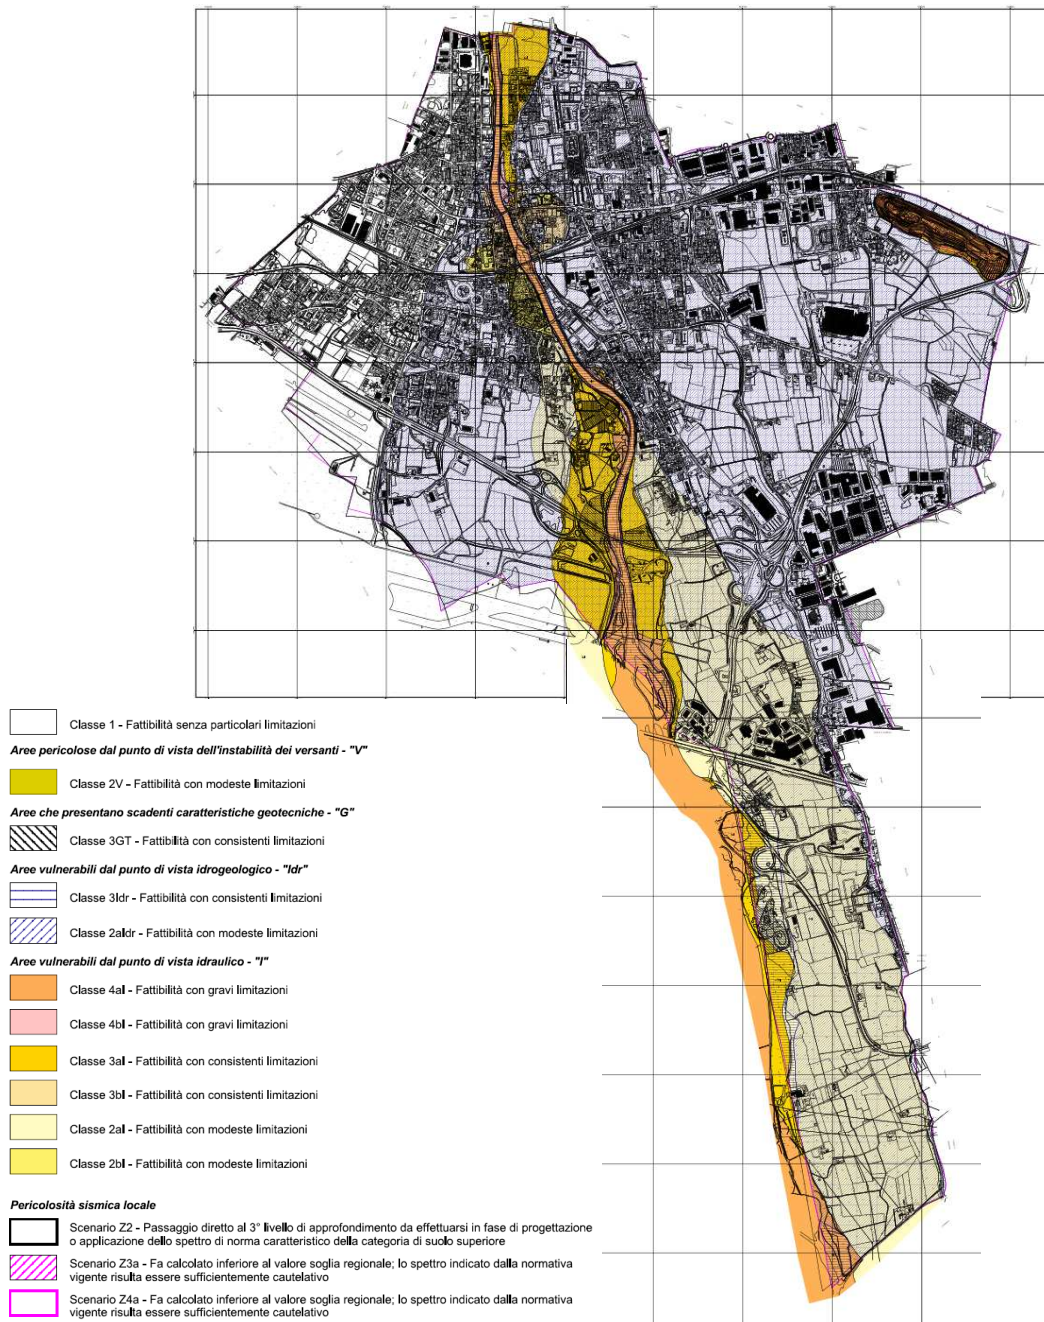 Classe 1 - Fattibilità senza particolari limitazioni
Aree pericolose dal punto di vista dell'instabilità dei versanti - "V"
Classe 2V - Fattibilità con modeste limitazioni
Aree che presentano scadenti caratteristiche geotecniche - "G"
Classe 3GT - Fattibilità con consistenti limitazioni
Aree vulnerabili dal punto di vista idrogeologico - "Idr"
Classe 3Idr - Fattibilità con consistenti limitazioni
Classe 2aIdr - Fattibilità con modeste limitazioni
Aree vulnerabili dal punto di vista idraulico - "I"
Classe 4aI - Fattibilità con gravi limitazioni
Classe 4bI - Fattibilità con gravi limitazioni
Classe 3aI - Fattibilità con consistenti limitazioni
Classe 3bI - Fattibilità con consistenti limitazioni
Classe 2aI - Fattibilità con modeste limitazioni
Classe 2bI - Fattibilità con modeste limitazioni
Pericolosità sismica locale
Scenario Z2 - Passaggio diretto al 3° livello di approfondimento da effettuarsi in fase di progettazione
o applicazione dello spettro di norma caratteristico della categoria di suolo superiore
Scenario Z3a - Fa calcolato inferiore al valore soglia regionale; lo spettro indicato dalla normativa
vigente risulta essere sufficientemente cautelativo
Scenario Z4a - Fa calcolato inferiore al valore soglia regionale; lo spettro indicato dalla normativa
vigente risulta essere sufficientemente cautelativo